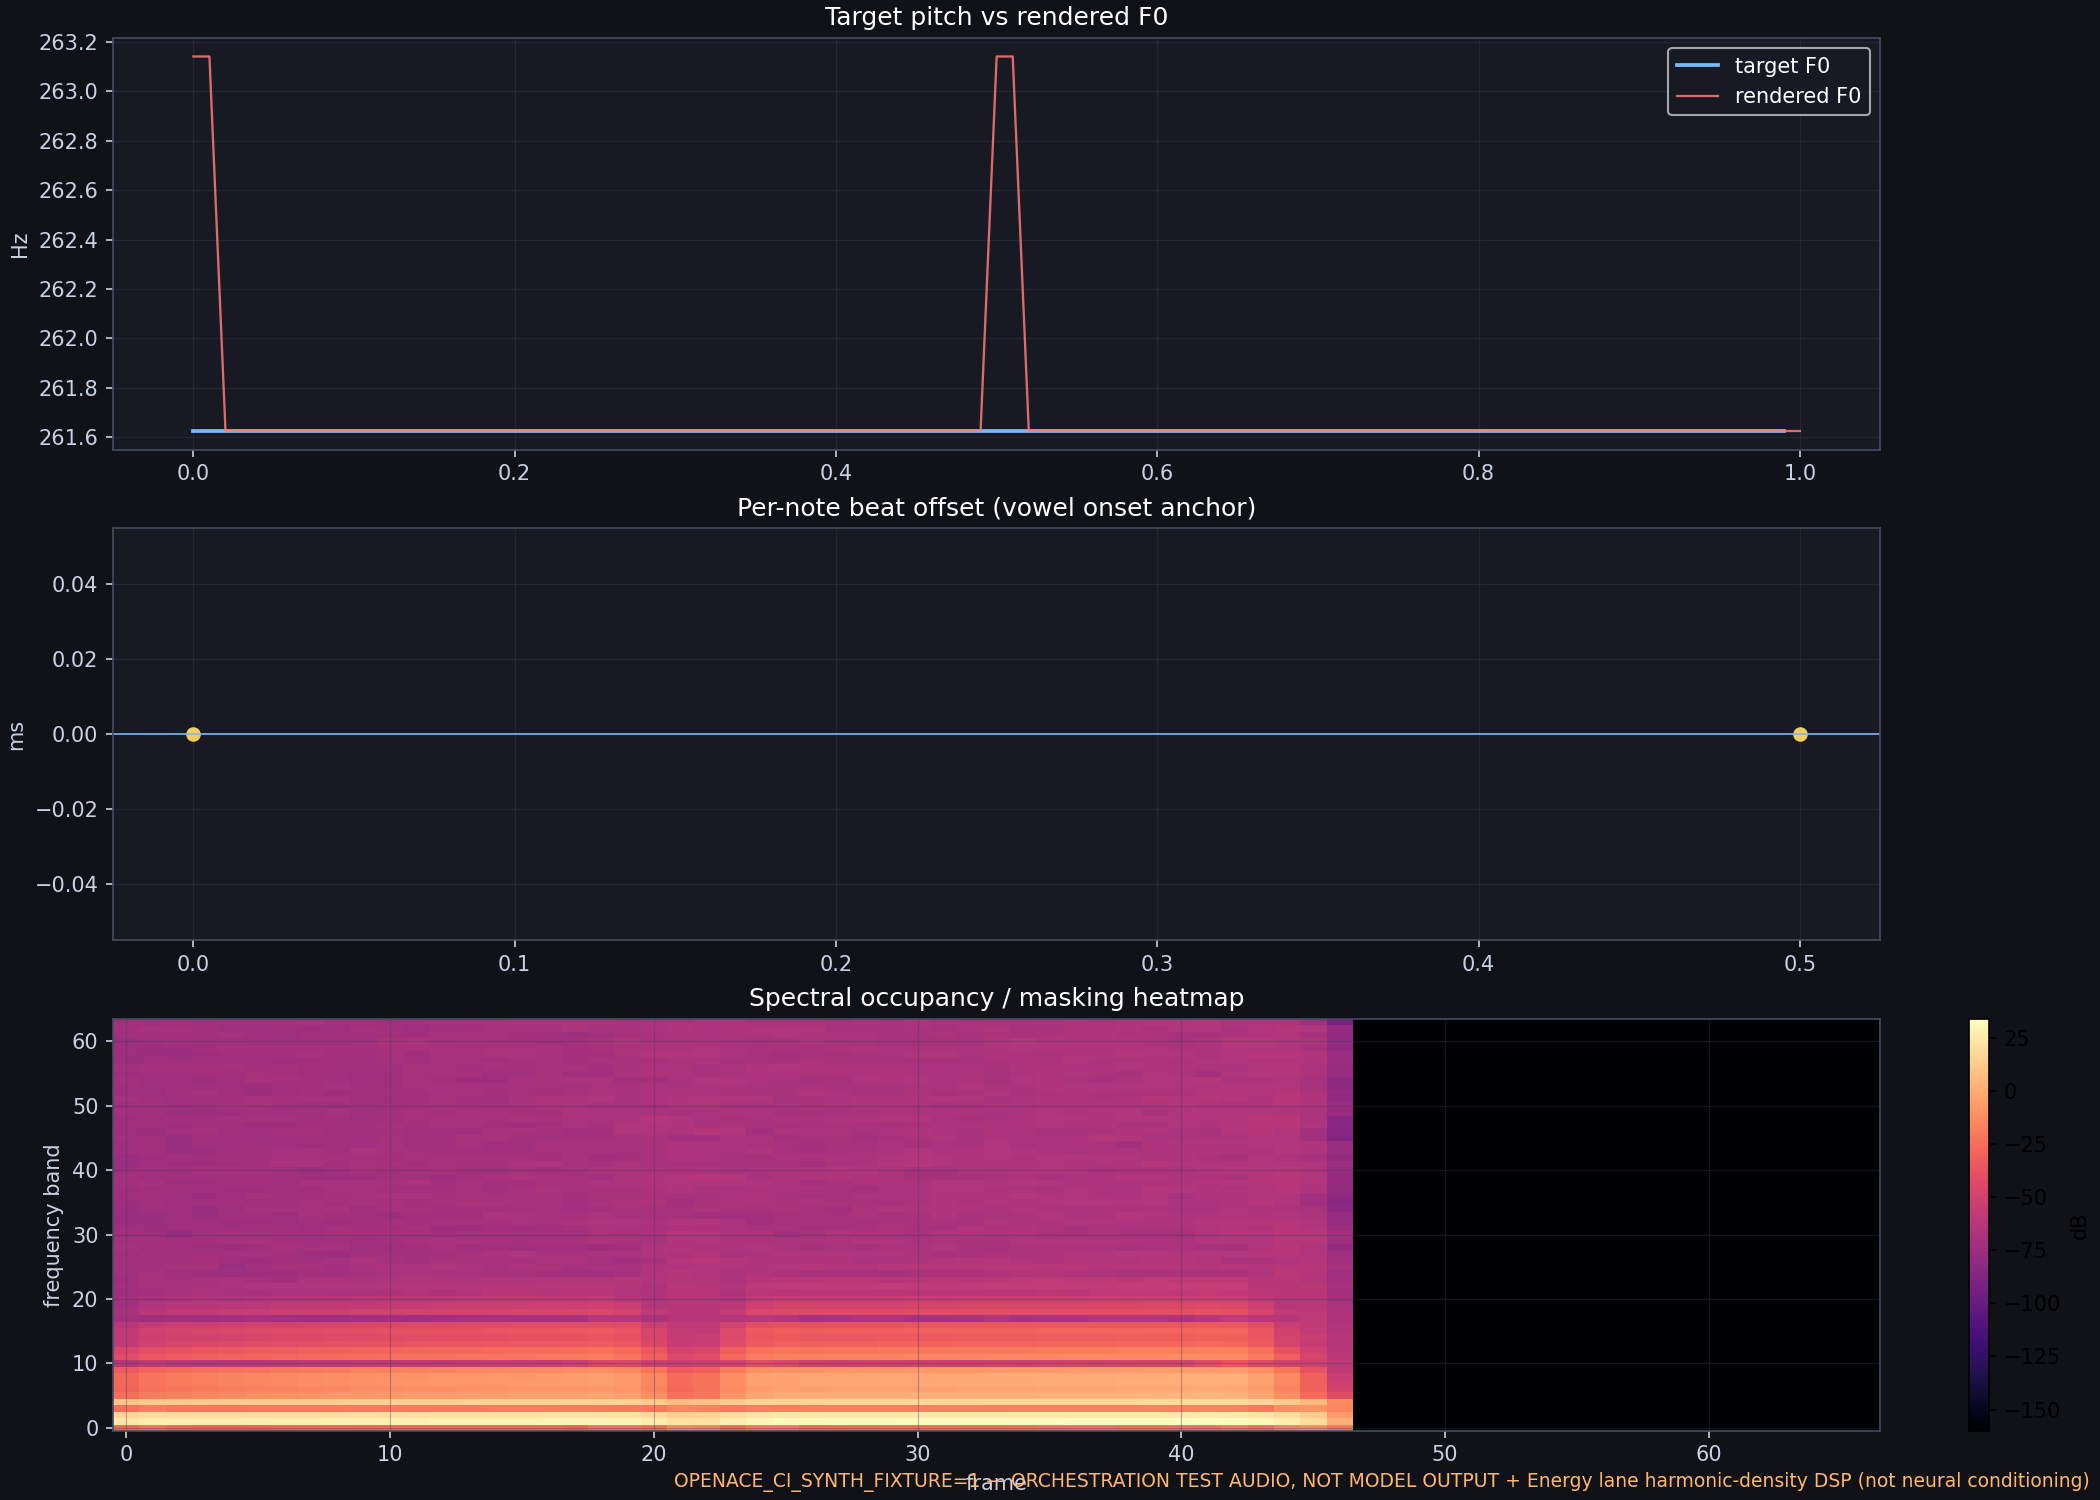 Target pitch vs rendered F0
263.2
263.0
262.8
262.6
262.4
262.2
262.0
261.8
261.6
Hz
target F0
rendered F0
0.0 0.2 0.4 0.6 0.8 1.0
Per-note beat offset (vowel onset anchor)
0.04
0.02
0.00
−0.02
−0.04
ms
0.0 0.1 0.2 0.3 0.4 0.5
Spectral occupancy / masking heatmap
60
50
40
30
20
10
0
frequency band
0 10 20 30 40 50 60
frame
25
0
−25
−50
−75
−100
−125
−150
dB
OPENACE_CI_SYNTH_FIXTURE=1 — ORCHESTRATION TEST AUDIO, NOT MODEL OUTPUT + Energy lane harmonic-density DSP (not neural conditioning)